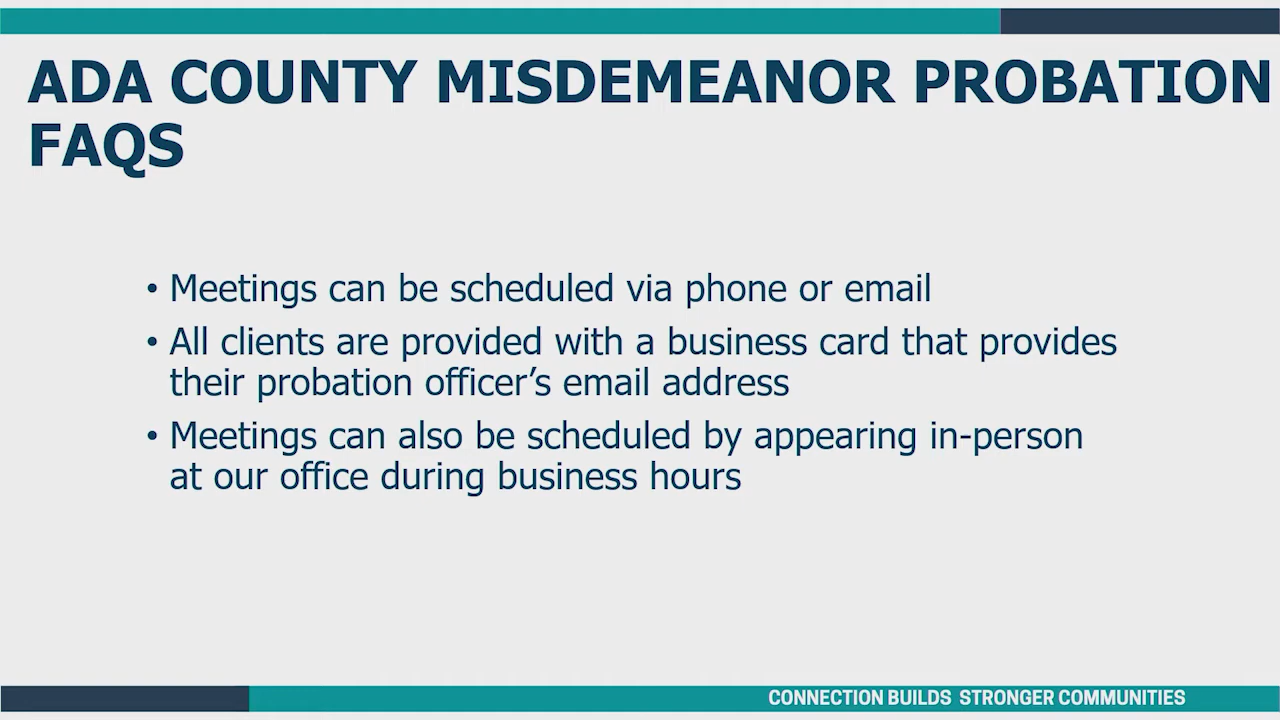 ADA COUNTY MISDEMEANOR PROBATION
FAQS
• Meetings can be scheduled via phone or email
• All clients are provided with a business card that provides
their probation officer’s email address
• Meetings can also be scheduled by appearing in-person
at our office during business hours
CONNECTION BUILDS STRONGER COMMUNITIES